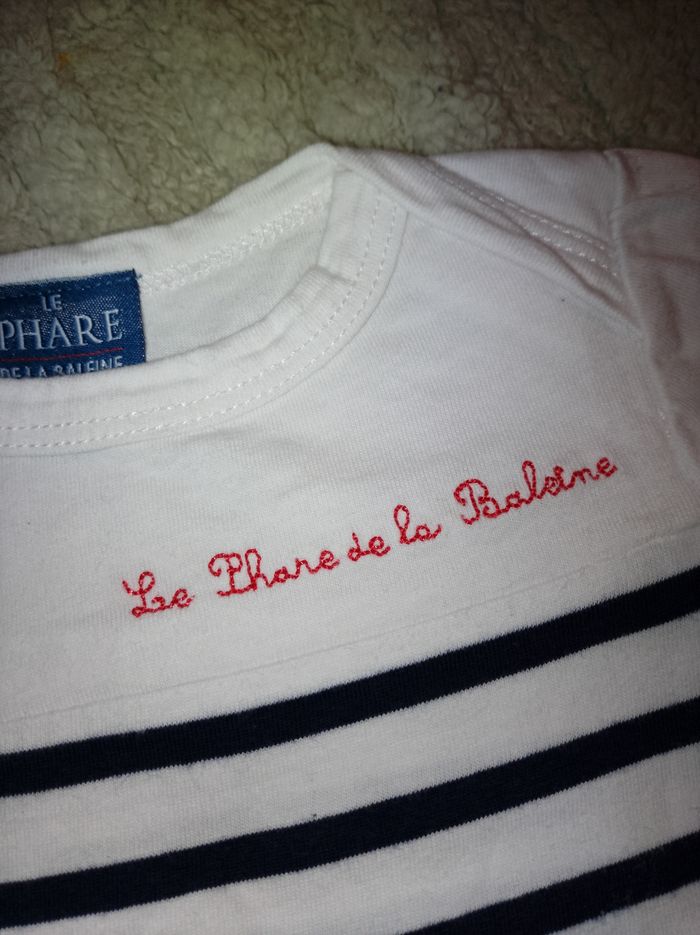 LE
PHARE
DE LA BALEINE
Le Phare de la Baleine